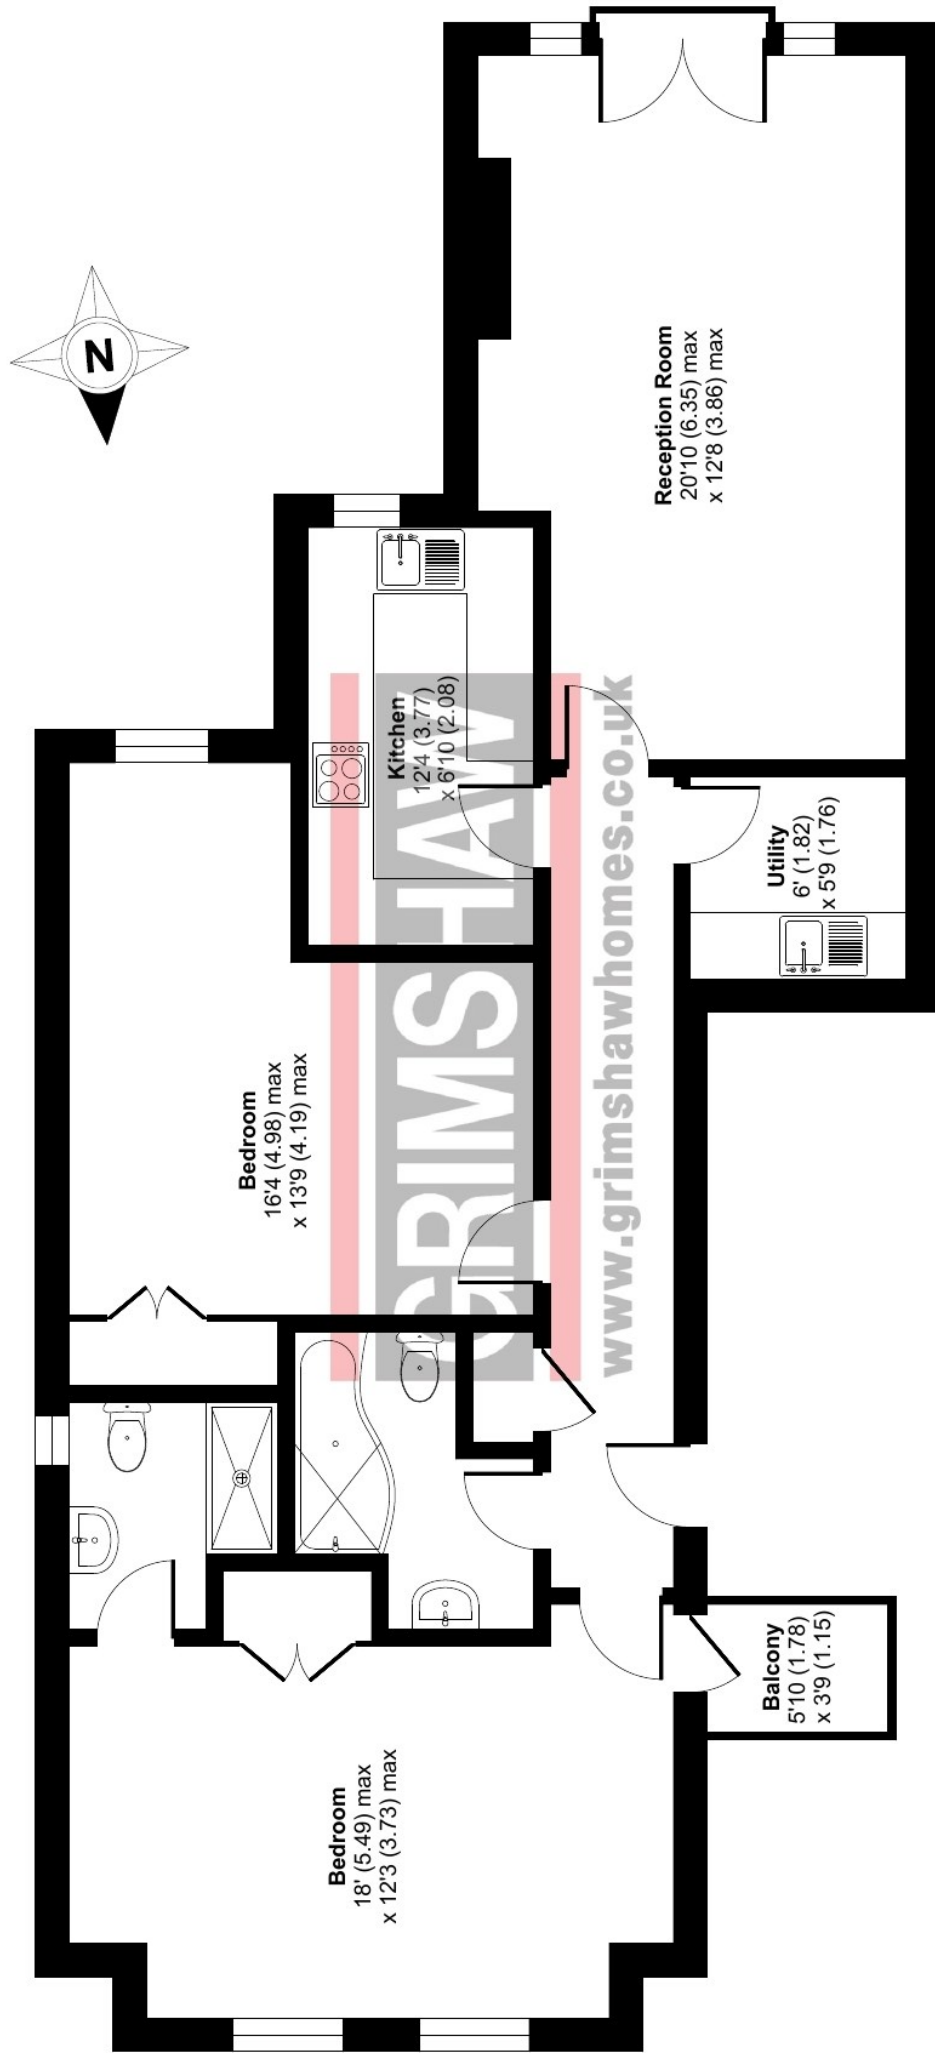 N
Reception Room
20'10 (6.35) max
x 12'8 (3.86) max
Kitchen
12'4 (3.77)
x 6'10 (2.08)
Utility
6' (1.82)
x 5'9 (1.76)
Bedroom
16'4 (4.98) max
x 13'9 (4.19) max
GRIMSHAW
www.grimshawhomes.co.uk
Balcony
5'10 (1.78)
x 3'9 (1.15)
Bedroom
18' (5.49) max
x 12'3 (3.73) max